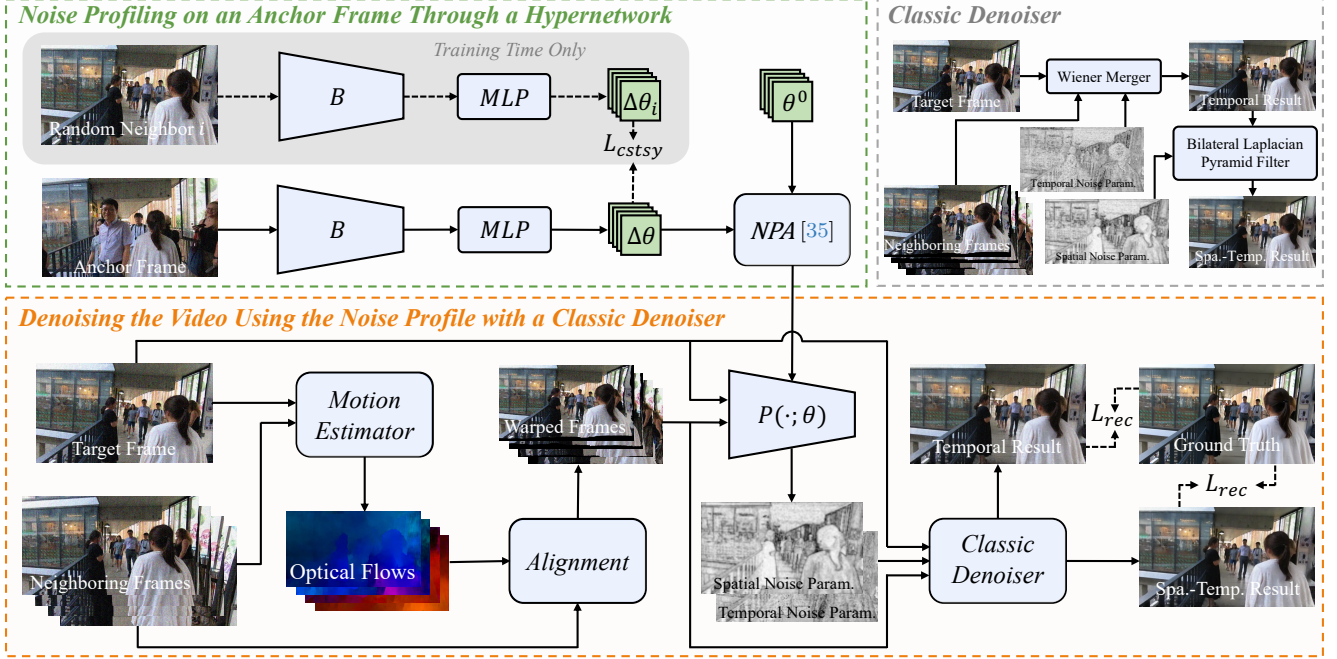 Noise Profiling on an Anchor Frame Through a Hypernetwork
Training Time Only
Random Neighbor i
B
MLP
Δθᵢ
θ⁰
L_cstsy
Anchor Frame
B
MLP
Δθ
NPA [35]
Classic Denoiser
Target Frame
Wiener Merger
Temporal Result
Temporal Noise Param.
Bilateral Laplacian
Pyramid Filter
Neighboring Frames
Spatial Noise Param.
Spa.-Temp. Result
Denoising the Video Using the Noise Profile with a Classic Denoiser
Target Frame
Motion
Estimator
Warped Frames
P(·; θ)
Temporal Result
L_rec
Ground Truth
L_rec
Neighboring Frames
Optical Flows
Alignment
Spatial Noise Param.
Temporal Noise Param.
Classic
Denoiser
Spa.-Temp. Result